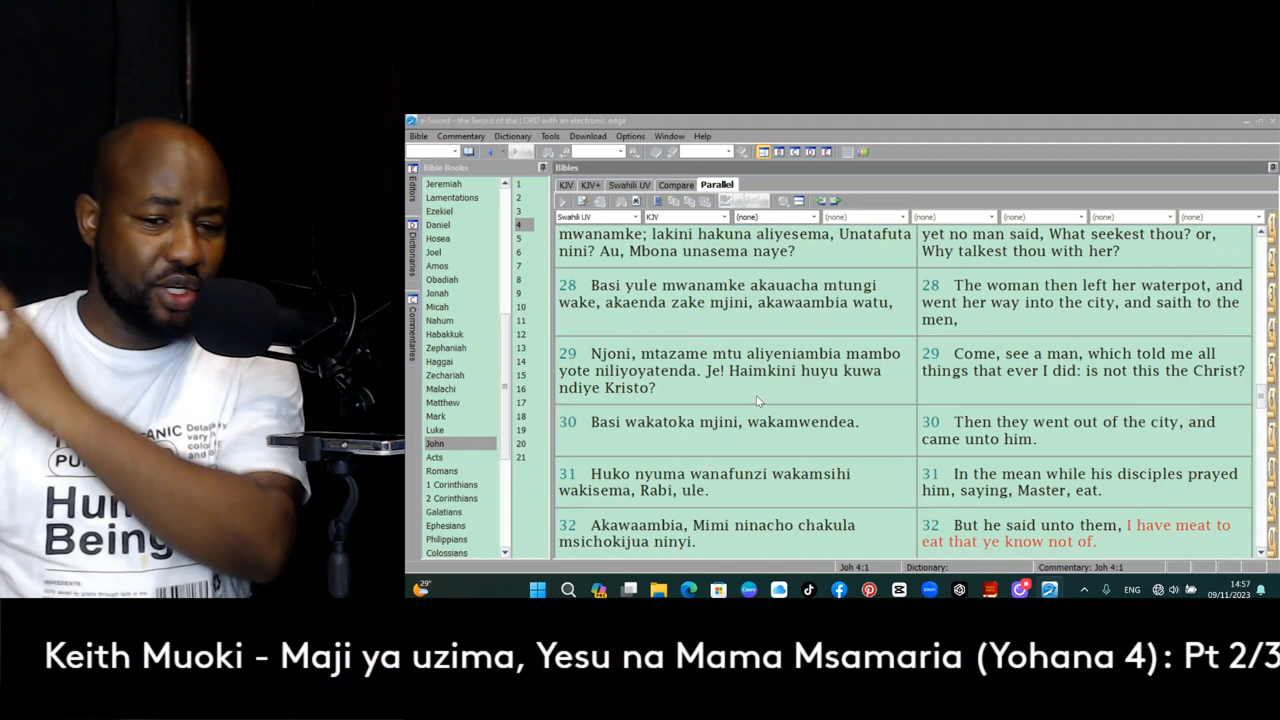 e-Sword - the Sword of the LORD with an electronic edge
Bible Commentary Dictionary Tools Download Options Window Help
Bible Books
Bibles
Editors
Dictionaries
Commentaries
Jeremiah
Lamentations
Ezekiel
Daniel
Hosea
Joel
Amos
Obadiah
Jonah
Micah
Nahum
Habakkuk
Zephaniah
Haggai
Zechariah
Malachi
Matthew
Mark
Luke
John
Acts
Romans
1 Corinthians
2 Corinthians
Galatians
Ephesians
Philippians
Colossians
1
2
3
4
5
6
7
8
9
10
11
12
13
14
15
16
17
18
19
20
21
KJV KJV+ Swahili UV Compare Parallel
Swahili UV KJV (none) (none) (none) (none) (none) (none)
mwanamke; lakini hakuna aliyesema, Unatafuta
nini? Au, Mbona unasema naye?
28 Basi yule mwanamke akauacha mtungi
wake, akaenda zake mjini, akawaambia watu,
29 Njoni, mtazame mtu aliyeniambia mambo
yote niliyoyatenda. Je! Haimkini huyu kuwa
ndiye Kristo?
30 Basi wakatoka mjini, wakamwendea.
31 Huko nyuma wanafunzi wakamsihi
wakisema, Rabi, ule.
32 Akawaambia, Mimi ninacho chakula
msichokijua ninyi.
yet no man said, What seekest thou? or,
Why talkest thou with her?
28 The woman then left her waterpot, and
went her way into the city, and saith to the
men,
29 Come, see a man, which told me all
things that ever I did: is not this the Christ?
30 Then they went out of the city, and
came unto him.
31 In the mean while his disciples prayed
him, saying, Master, eat.
32 But he said unto them, I have meat to
eat that ye know not of.
Joh 4:1 Dictionary: Commentary: Joh 4:1
29°
ENG
14:57
09/11/2023
Hum
Being
INGREDIENTS:
Keith Muoki - Maji ya uzima, Yesu na Mama Msamaria (Yohana 4): Pt 2/3